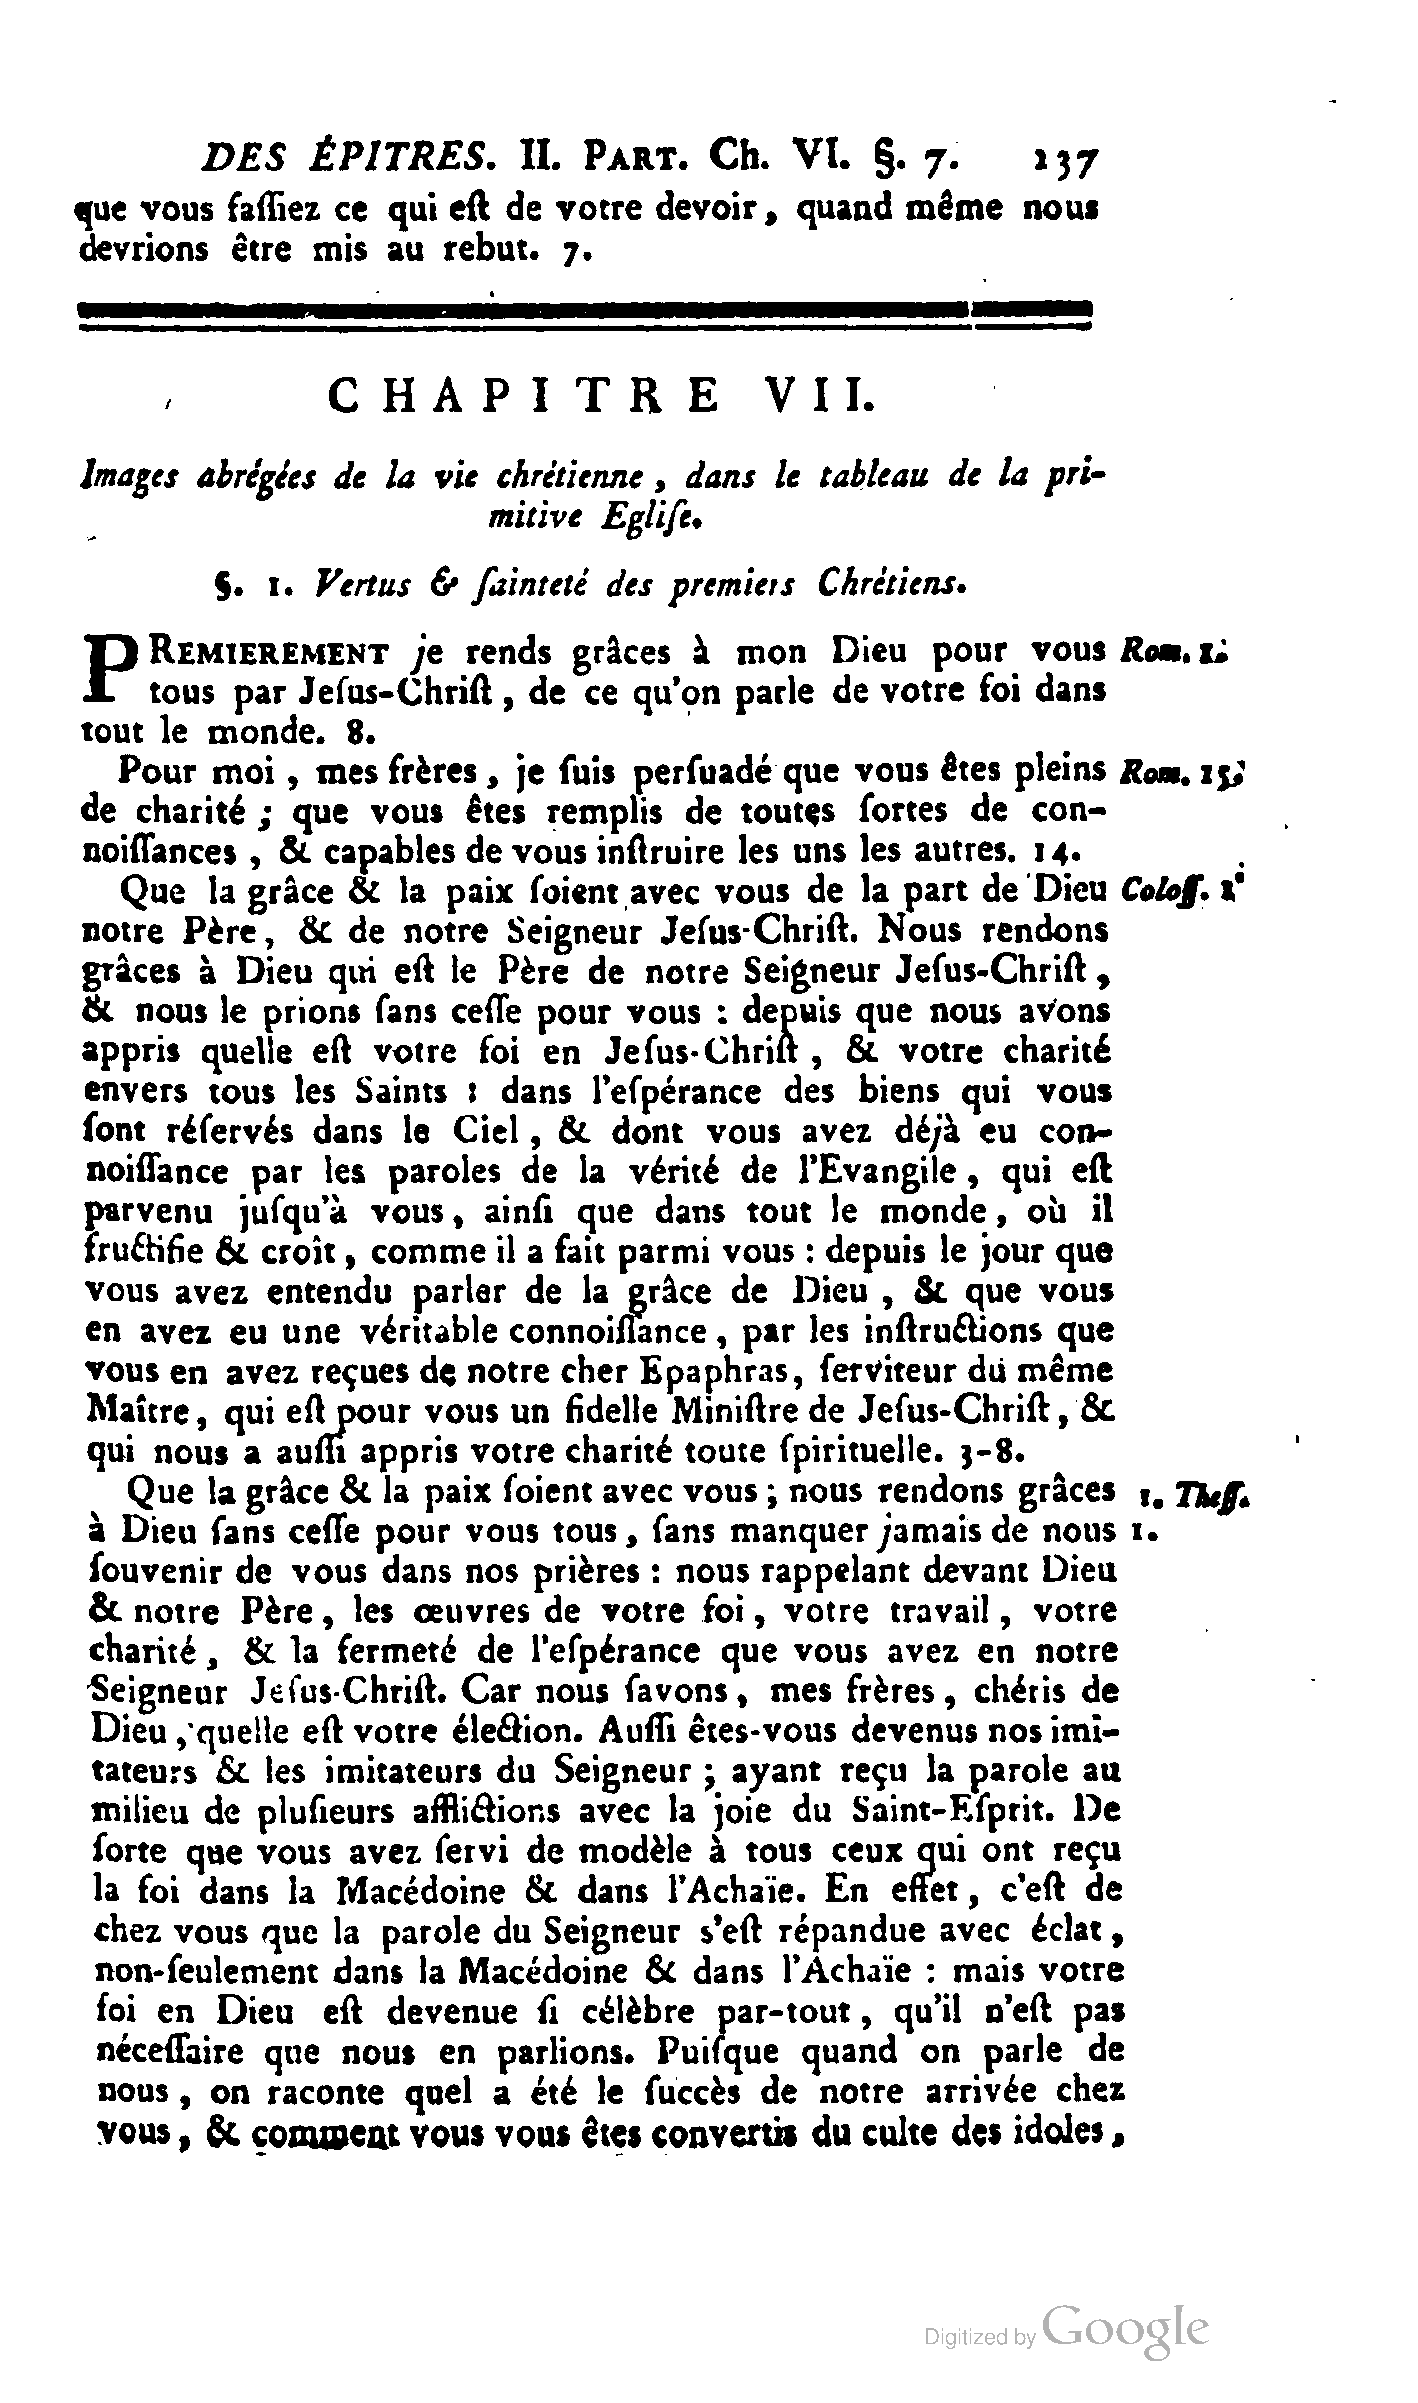 DES ÉPITRES. II. PART. Ch. VI. §. 7. 137
que vous faſſiez ce qui eſt de votre devoir, quand même nous
devrions être mis au rebut. 7.
CHAPITRE VII.
Images abrégées de la vie chrétienne, dans le tableau de la pri-
mitive Egliſe.
§. 1. Vertus & ſainteté des premiers Chrétiens.
PREMIEREMENT je rends grâces à mon Dieu pour vous Rom. 1.
tous par Jeſus-Chriſt, de ce qu'on parle de votre foi dans
tout le monde. 8.
Pour moi, mes frères, je ſuis perſuadé que vous êtes pleins Rom. 15.
de charité ; que vous êtes remplis de toutes ſortes de con-
noiſſances, & capables de vous inſtruire les uns les autres. 14.
Que la grâce & la paix ſoient avec vous de la part de Dieu Coloſſ. 1.
notre Père, & de notre Seigneur Jeſus-Chriſt. Nous rendons
grâces à Dieu qui eſt le Père de notre Seigneur Jeſus-Chriſt,
& nous le prions ſans ceſſe pour vous : depuis que nous avons
appris quelle eſt votre foi en Jeſus-Chriſt, & votre charité
envers tous les Saints : dans l'eſpérance des biens qui vous
ſont réſervés dans le Ciel, & dont vous avez déjà eu con-
noiſſance par les paroles de la vérité de l'Evangile, qui eſt
parvenu juſqu'à vous, ainſi que dans tout le monde, où il
fructifie & croît, comme il a fait parmi vous : depuis le jour que
vous avez entendu parler de la grâce de Dieu, & que vous
en avez eu une véritable connoiſſance, par les inſtructions que
vous en avez reçues de notre cher Epaphras, ſerviteur du même
Maître, qui eſt pour vous un fidelle Miniſtre de Jeſus-Chriſt, &
qui nous a auſſi appris votre charité toute ſpirituelle. 3-8.
Que la grâce & la paix ſoient avec vous ; nous rendons grâces 1. Theſſ.
à Dieu ſans ceſſe pour vous tous, ſans manquer jamais de nous 1.
ſouvenir de vous dans nos prières : nous rappelant devant Dieu
& notre Père, les œuvres de votre foi, votre travail, votre
charité, & la fermeté de l'eſpérance que vous avez en notre
Seigneur Jeſus-Chriſt. Car nous ſavons, mes frères, chéris de
Dieu, quelle eſt votre élection. Auſſi êtes-vous devenus nos imi-
tateurs & les imitateurs du Seigneur ; ayant reçu la parole au
milieu de pluſieurs afflictions avec la joie du Saint-Eſprit. De
ſorte que vous avez ſervi de modèle à tous ceux qui ont reçu
la foi dans la Macédoine & dans l'Achaïe. En effet, c'eſt de
chez vous que la parole du Seigneur s'eſt répandue avec éclat,
non-ſeulement dans la Macédoine & dans l'Achaïe : mais votre
foi en Dieu eſt devenue ſi célèbre par-tout, qu'il n'eſt pas
néceſſaire que nous en parlions. Puiſque quand on parle de
nous, on raconte quel a été le ſuccès de notre arrivée chez
vous, & comment vous vous êtes convertis du culte des idoles,
Digitized by Google